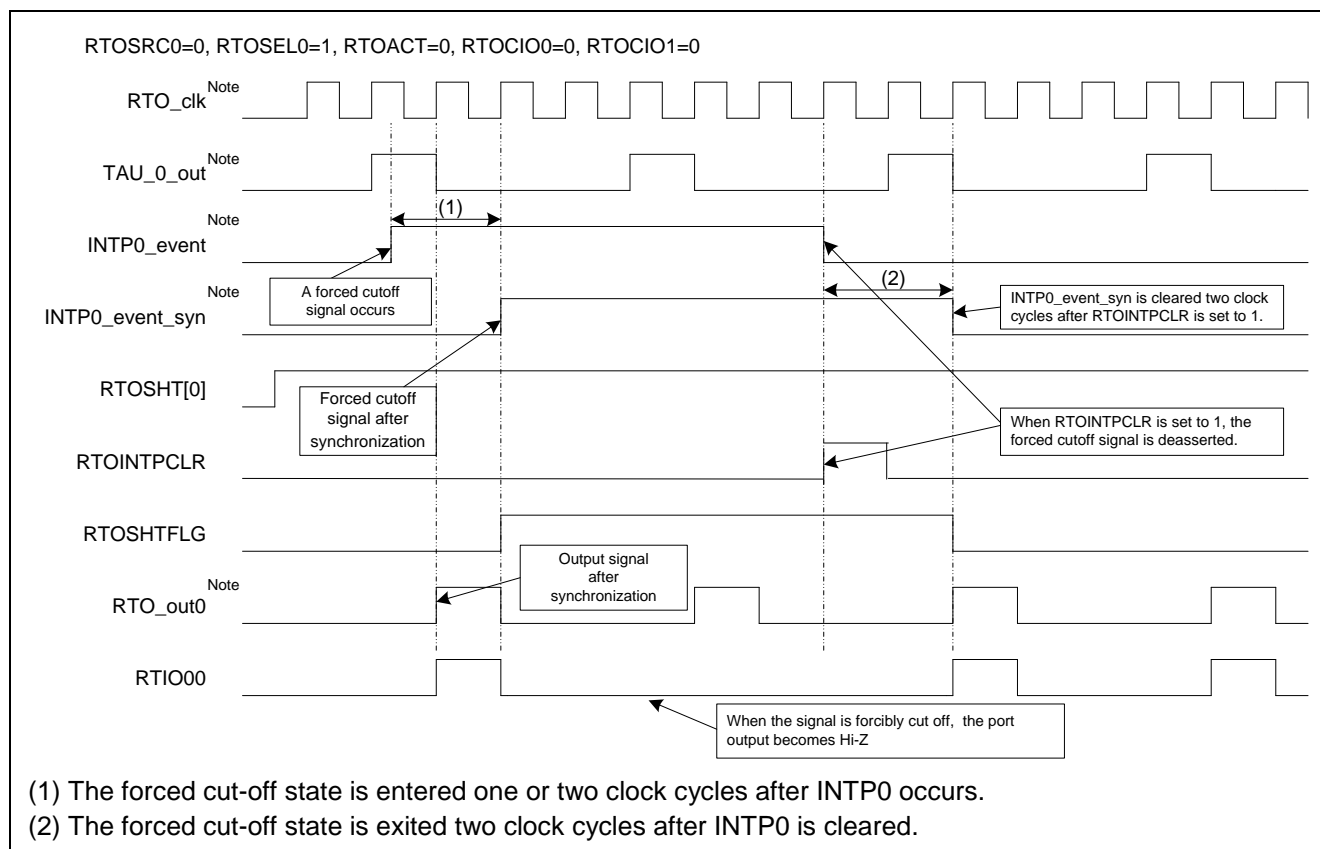 RTOSRC0=0, RTOSEL0=1, RTOACT=0, RTOCIO0=0, RTOCIO1=0
RTO_clk Note
TAU_0_out Note
(1)
INTP0_event Note
A forced cutoff
signal occurs
(2)
INTP0_event_syn Note
INTP0_event_syn is cleared two clock
cycles after RTOINTPCLR is set to 1.
RTOSHT[0]
Forced cutoff
signal after
synchronization
When RTOINTPCLR is set to 1, the
forced cutoff signal is deasserted.
RTOINTPCLR
RTOSHTFLG
Output signal
after
synchronization
RTO_out0 Note
RTIO00
When the signal is forcibly cut off, the port
output becomes Hi-Z
(1) The forced cut-off state is entered one or two clock cycles after INTP0 occurs.
(2) The forced cut-off state is exited two clock cycles after INTP0 is cleared.